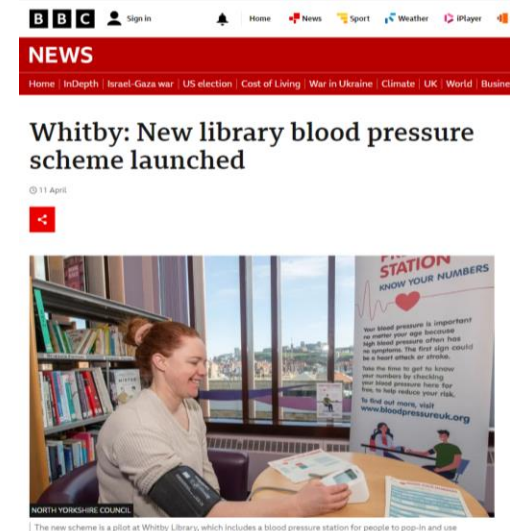 BBC Sign in Home News Sport Weather iPlayer
NEWS
Home InDepth Israel-Gaza war US election Cost of Living War in Ukraine Climate UK World Busine
Whitby: New library blood pressure
scheme launched
11 April
STATION
KNOW YOUR NUMBERS
Your blood pressure is important
no matter your age because
high blood pressure often has
no symptoms. The first sign could
be a heart attack or stroke.
Take the time to get to know
your numbers by checking
your blood pressure here for
free, to help reduce your risk.
To find out more, visit
www.bloodpressureuk.org
NORTH YORKSHIRE COUNCIL
The new scheme is a pilot at Whitby Library, which includes a blood pressure station for people to pop-in and use